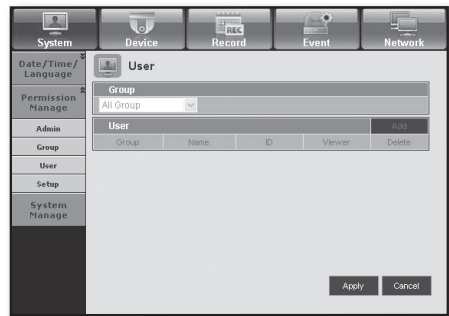 System Device Record Event Network
REC
Date/Time/
Language
User
Permission
Manage
Group
All Group
Admin
User Add
Group Name ID Viewer Delete
Group
User
Setup
System
Manage
Apply Cancel